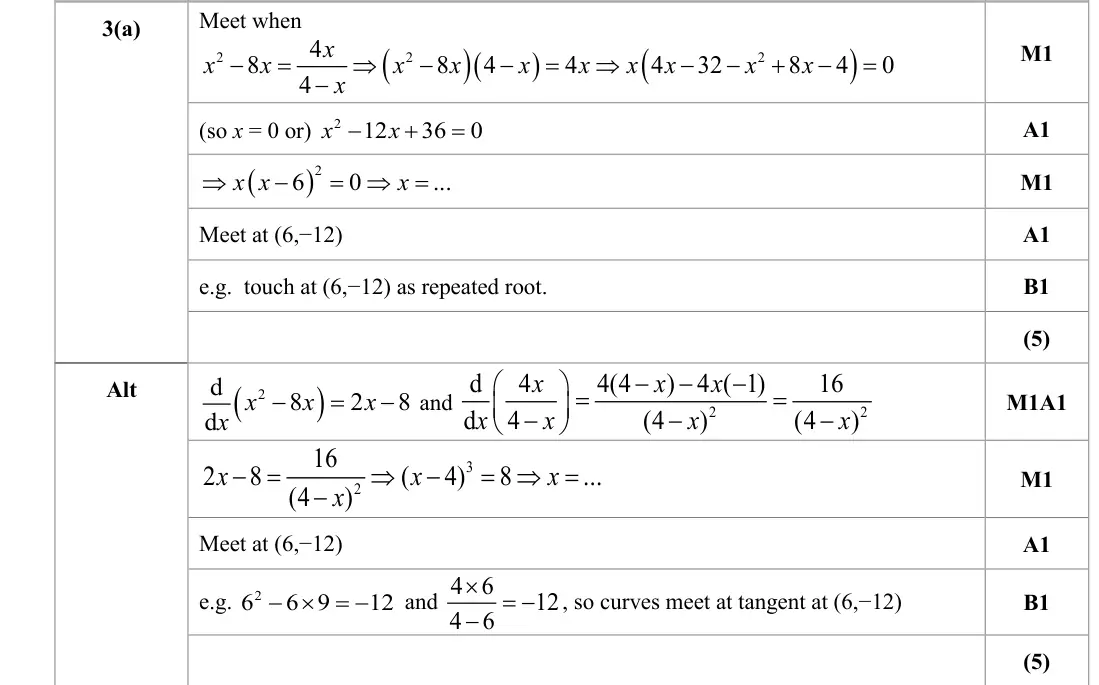 3(a)
Meet when
x² − 8x = 4x/(4 − x) ⇒ (x² − 8x)(4 − x) = 4x ⇒ x(4x − 32 − x² + 8x − 4) = 0
M1
(so x = 0 or) x² − 12x + 36 = 0
A1
⇒ x(x − 6)² = 0 ⇒ x = ...
M1
Meet at (6,−12)
A1
e.g. touch at (6,−12) as repeated root.
B1
(5)
Alt
d/dx(x² − 8x) = 2x − 8 and d/dx(4x/(4 − x)) = (4(4 − x) − 4x(−1))/(4 − x)² = 16/(4 − x)²
M1A1
2x − 8 = 16/(4 − x)² ⇒ (x − 4)³ = 8 ⇒ x = ...
M1
Meet at (6,−12)
A1
e.g. 6² − 6 × 9 = −12 and (4 × 6)/(4 − 6) = −12, so curves meet at tangent at (6,−12)
B1
(5)